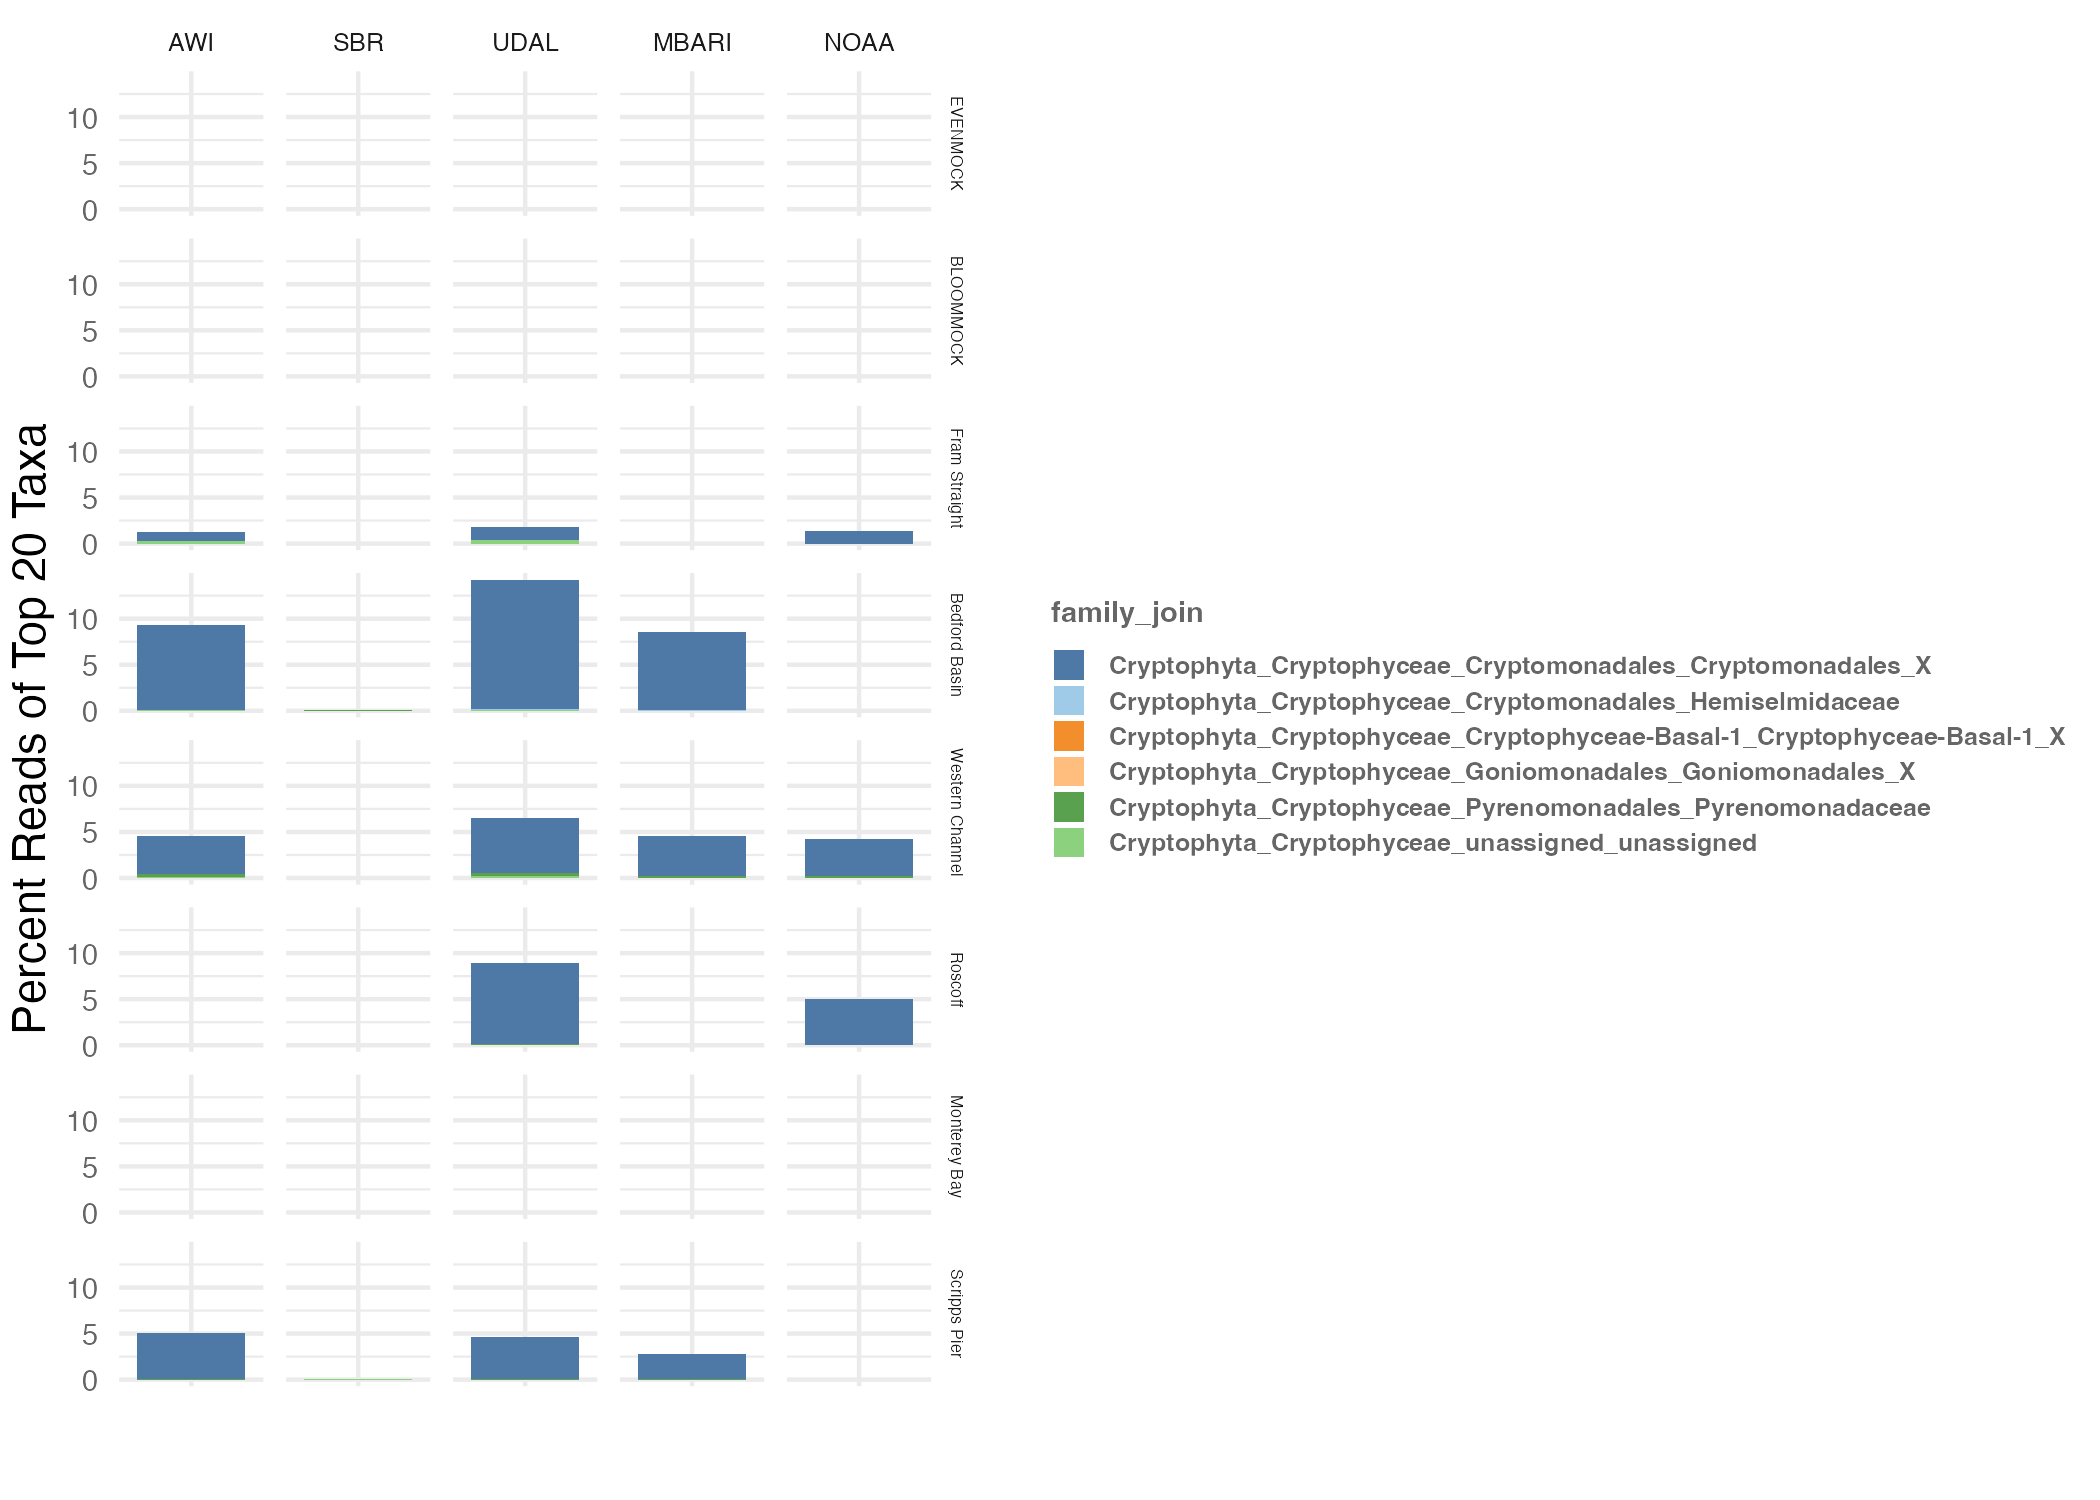 AWI SBR UDAL MBARI NOAA
Percent Reads of Top 20 Taxa
10
5
0
EVENMOCK
10
5
0
BLOOMMOCK
10
5
0
Fram Straight
10
5
0
Bedford Basin
10
5
0
Western Channel
10
5
0
Roscoff
10
5
0
Monterey Bay
10
5
0
Scripps Pier
family_join
Cryptophyta_Cryptophyceae_Cryptomonadales_Cryptomonadales_X
Cryptophyta_Cryptophyceae_Cryptomonadales_Hemiselmidaceae
Cryptophyta_Cryptophyceae_Cryptophyceae-Basal-1_Cryptophyceae-Basal-1_X
Cryptophyta_Cryptophyceae_Goniomonadales_Goniomonadales_X
Cryptophyta_Cryptophyceae_Pyrenomonadales_Pyrenomonadaceae
Cryptophyta_Cryptophyceae_unassigned_unassigned